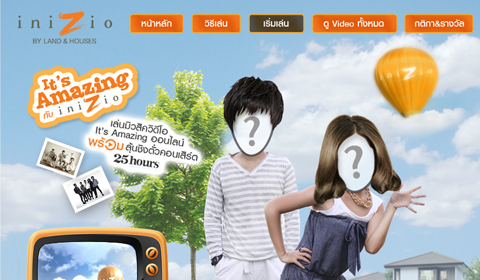 iniZio
BY LAND & HOUSES
หน้าหลัก
วิธีเล่น
เริ่มเล่น
ดู Video ทั้งหมด
กติกา&รางวัล
It's
Amazing
กับ iniZio
เล่นมิวสิควิดีโอ
It's Amazing ออนไลน์
พร้อม ลุ้นชิงตั๋วคอนเสิร์ต
25hours
?
?
Z